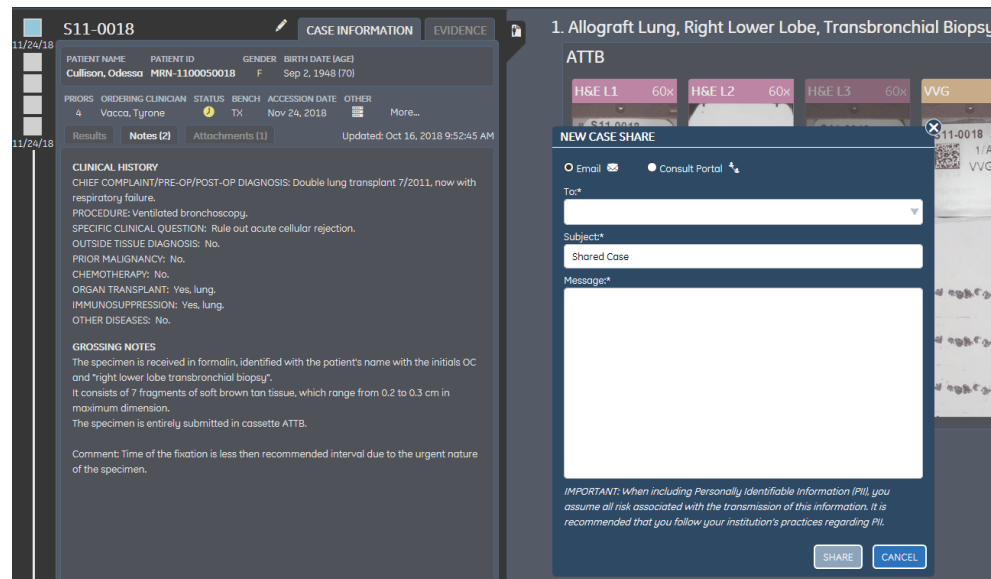 11/24/18
11/24/18
S11-0018
CASE INFORMATION
EVIDENCE
PATIENT NAME PATIENT ID GENDER BIRTH DATE (AGE)
Cullison, Odessa MRN-1100050018 F Sep 2, 1948 (70)
PRIORS ORDERING CLINICIAN STATUS BENCH ACCESSION DATE OTHER
4 Vacca, Tyrone TX Nov 24, 2018 More...
Results Notes (2) Attachments (1) Updated: Oct 16, 2018 9:52:45 AM
CLINICAL HISTORY
CHIEF COMPLAINT/PRE-OP/POST-OP DIAGNOSIS: Double lung transplant 7/2011, now with
respiratory failure.
PROCEDURE: Ventilated bronchoscopy.
SPECIFIC CLINICAL QUESTION: Rule out acute cellular rejection.
OUTSIDE TISSUE DIAGNOSIS: No.
PRIOR MALIGNANCY: No.
CHEMOTHERAPY: No.
ORGAN TRANSPLANT: Yes, lung.
IMMUNOSUPPRESSION: Yes, lung.
OTHER DISEASES: No.
GROSSING NOTES
The specimen is received in formalin, identified with the patient's name with the initials OC
and "right lower lobe transbronchial biopsy".
It consists of 7 fragments of soft brown tan tissue, which range from 0.2 to 0.3 cm in
maximum dimension.
The specimen is entirely submitted in cassette ATTB.
Comment: Time of the fixation is less then recommended interval due to the urgent nature
of the specimen.
1. Allograft Lung, Right Lower Lobe, Transbronchial Biopsy
ATTB
H&E L1 60x H&E L2 60x H&E L3 60x VVG
S11-0018
1/A
VVG
NEW CASE SHARE
Email Consult Portal
To:*
Subject:*
Shared Case
Message:*
IMPORTANT: When including Personally Identifiable Information (PII), you
assume all risk associated with the transmission of this information. It is
recommended that you follow your institution's practices regarding PII.
SHARE CANCEL